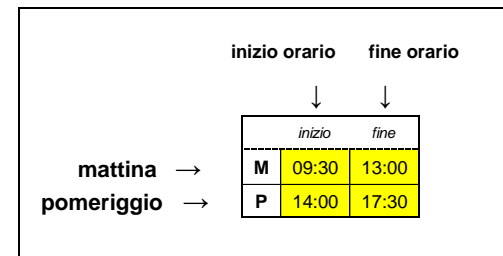 inizio orario fine orario
↓ ↓
inizio fine
mattina → M 09:30 13:00
pomeriggio → P 14:00 17:30